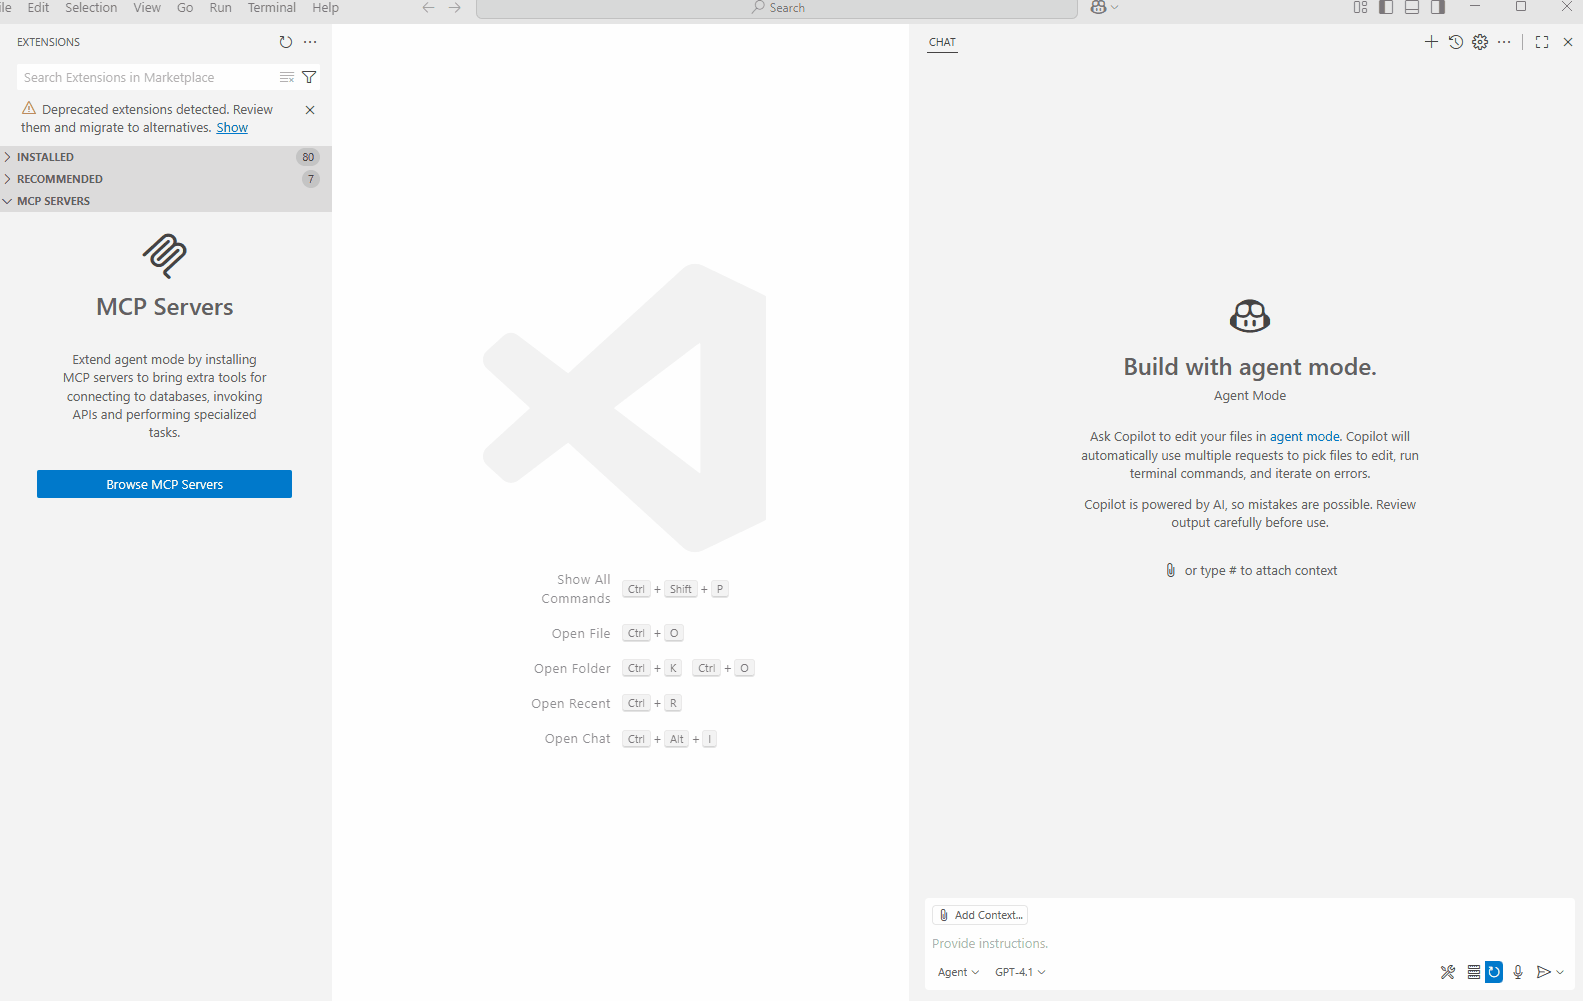 ile Edit Selection View Go Run Terminal Help
Search
EXTENSIONS
Search Extensions in Marketplace
Deprecated extensions detected. Review
them and migrate to alternatives. Show
INSTALLED 80
RECOMMENDED 7
MCP SERVERS
MCP Servers
Extend agent mode by installing
MCP servers to bring extra tools for
connecting to databases, invoking
APIs and performing specialized
tasks.
Browse MCP Servers
Show All
Commands
Ctrl + Shift + P
Open File Ctrl + O
Open Folder Ctrl + K Ctrl + O
Open Recent Ctrl + R
Open Chat Ctrl + Alt + I
CHAT
Build with agent mode.
Agent Mode
Ask Copilot to edit your files in agent mode. Copilot will
automatically use multiple requests to pick files to edit, run
terminal commands, and iterate on errors.
Copilot is powered by AI, so mistakes are possible. Review
output carefully before use.
or type # to attach context
Add Context...
Provide instructions.
Agent GPT-4.1